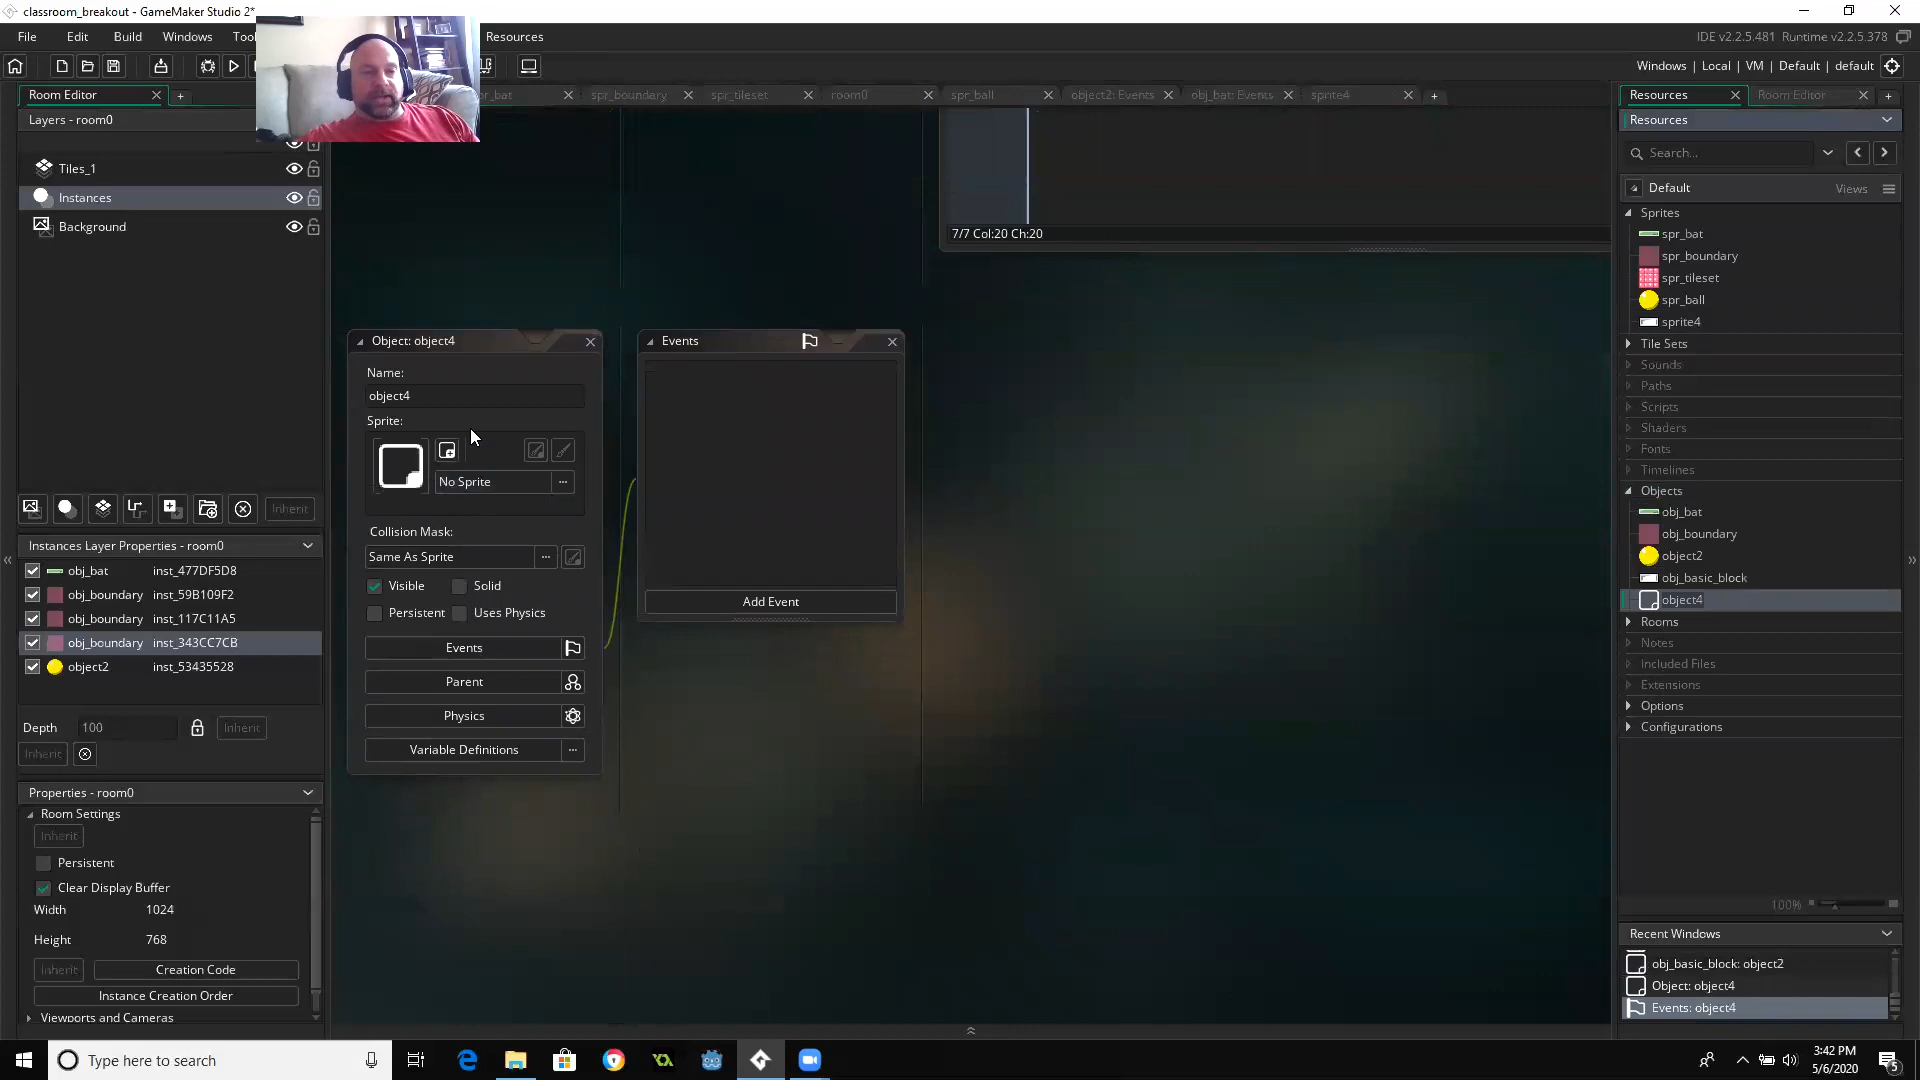 classroom_breakout - GameMaker Studio 2*
File Edit Build Windows Resources
IDE v2.2.5.481 Runtime v2.2.5.378
Windows | Local | VM | Default | default
Room Editor
spr_boundary spr_tileset room0 spr_ball object2: Events obj_bat: Events sprite4
Resources Room Editor
Layers - room0
Resources
Tiles_1
Instances
Background
Search...
Default Views
Sprites
spr_bat
spr_boundary
spr_tileset
spr_ball
sprite4
Tile Sets
Sounds
Paths
Scripts
Shaders
Fonts
Timelines
Objects
obj_bat
obj_boundary
object2
obj_basic_block
object4
Rooms
Notes
Included Files
Extensions
Options
Configurations
100%
7/7 Col:20 Ch:20
Object: object4
Name:
object4
Sprite:
No Sprite
Collision Mask:
Same As Sprite
Visible Solid
Persistent Uses Physics
Events
Parent
Physics
Variable Definitions
Events
Add Event
Inherit
Instances Layer Properties - room0
obj_bat inst_477DF5D8
obj_boundary inst_59B109F2
obj_boundary inst_117C11A5
obj_boundary inst_343CC7CB
object2 inst_53435528
Depth 100 Inherit
Inherit
Properties - room0
Room Settings
Inherit
Persistent
Clear Display Buffer
Width 1024
Height 768
Inherit Creation Code
Instance Creation Order
Viewports and Cameras
Recent Windows
obj_basic_block: object2
Object: object4
Events: object4
Type here to search
3:42 PM
5/6/2020
5